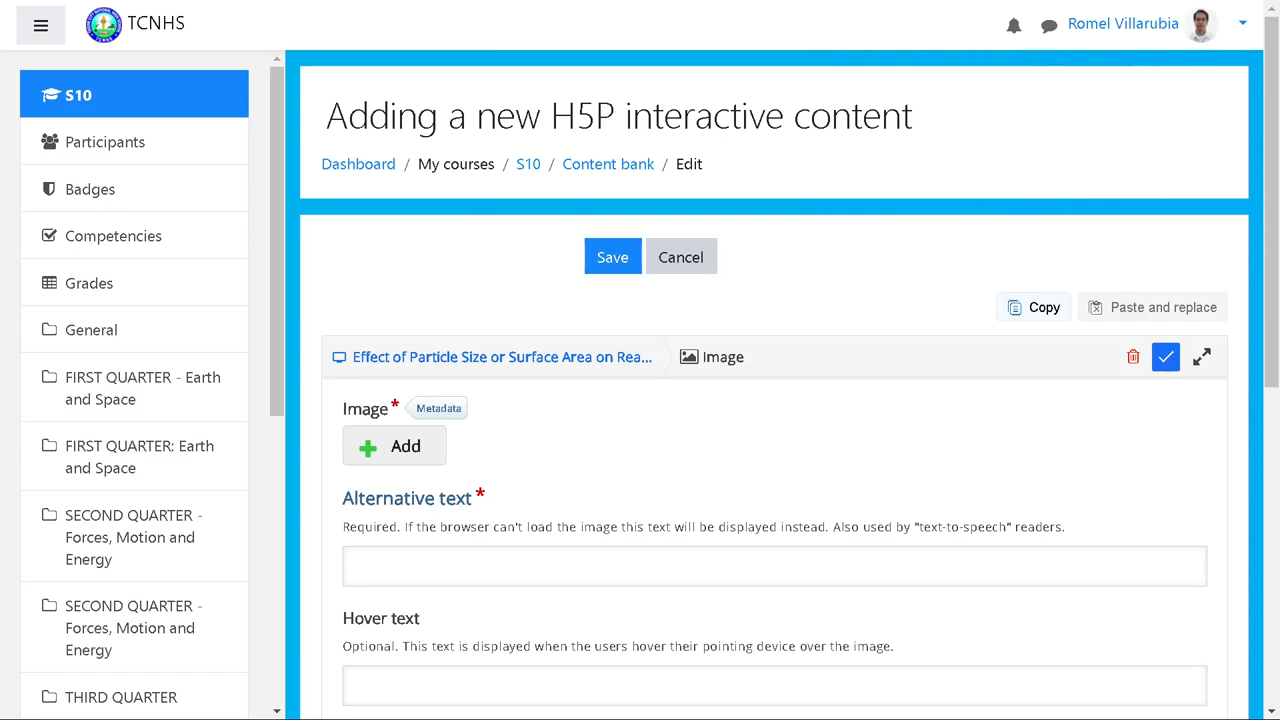 TCNHS
Romel Villarubia
S10
Participants
Badges
Competencies
Grades
General
FIRST QUARTER - Earth
and Space
FIRST QUARTER: Earth
and Space
SECOND QUARTER -
Forces, Motion and
Energy
SECOND QUARTER -
Forces, Motion and
Energy
THIRD QUARTER
Adding a new H5P interactive content
Dashboard / My courses / S10 / Content bank / Edit
Save Cancel
Copy Paste and replace
Effect of Particle Size or Surface Area on Rea... Image
Image* Metadata
Add
Alternative text *
Required. If the browser can't load the image this text will be displayed instead. Also used by "text-to-speech" readers.
Hover text
Optional. This text is displayed when the users hover their pointing device over the image.